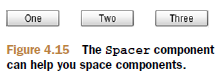 One Two Three
Figure 4.15 The Spacer component
can help you space components.